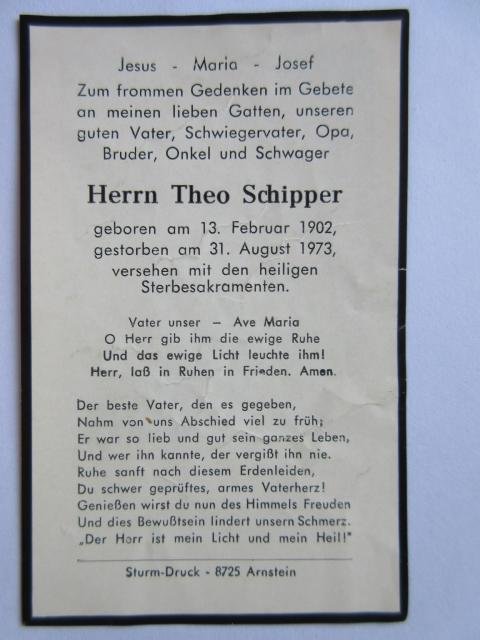 Jesus - Maria - Josef
Zum frommen Gedenken im Gebete
an meinen lieben Gatten, unseren
guten Vater, Schwiegervater, Opa,
Bruder, Onkel und Schwager
Herrn Theo Schipper
geboren am 13. Februar 1902,
gestorben am 31. August 1973,
versehen mit den heiligen
Sterbesakramenten.
Vater unser – Ave Maria
O Herr gib ihm die ewige Ruhe
Und das ewige Licht leuchte ihm!
Herr, laß in Ruhen in Frieden. Amen.
Der beste Vater, den es gegeben,
Nahm von uns Abschied viel zu früh;
Er war so lieb und gut sein ganzes Leben,
Und wer ihn kannte, der vergißt ihn nie.
Ruhe sanft nach diesem Erdenleiden,
Du schwer geprüftes, armes Vaterherz!
Genießen wirst du nun des Himmels Freuden
Und dies Bewußtsein lindert unsern Schmerz.
„Der Herr ist mein Licht und mein Heil!"
Sturm-Druck - 8725 Arnstein